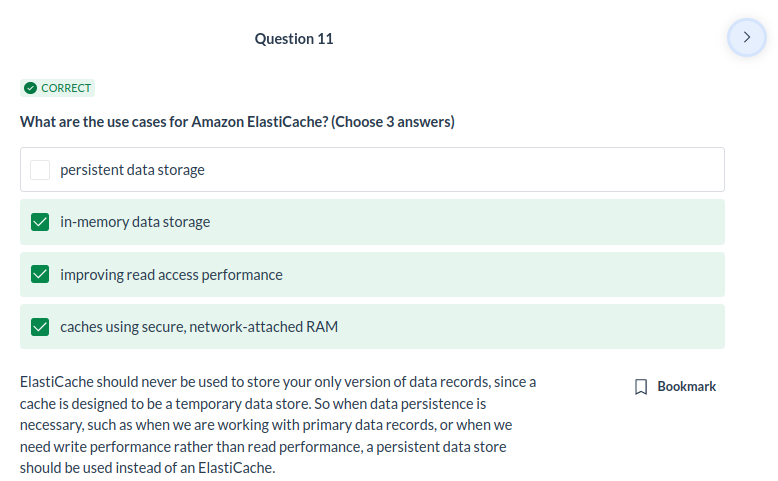 Question 11
CORRECT
What are the use cases for Amazon ElastiCache? (Choose 3 answers)
persistent data storage
in-memory data storage
improving read access performance
caches using secure, network-attached RAM
ElastiCache should never be used to store your only version of data records, since a
cache is designed to be a temporary data store. So when data persistence is
necessary, such as when we are working with primary data records, or when we
need write performance rather than read performance, a persistent data store
should be used instead of an ElastiCache.
Bookmark